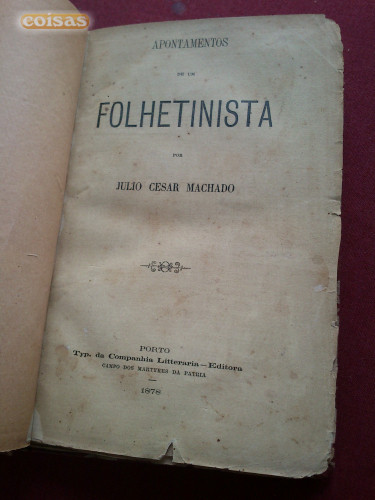 coisas
APONTAMENTOS
DE UM
FOLHETINISTA
POR
JULIO CESAR MACHADO
PORTO
Typ. da Companhia Litteraria—Editora
CAMPO DOS MARTYRES DA PATRIA
1878